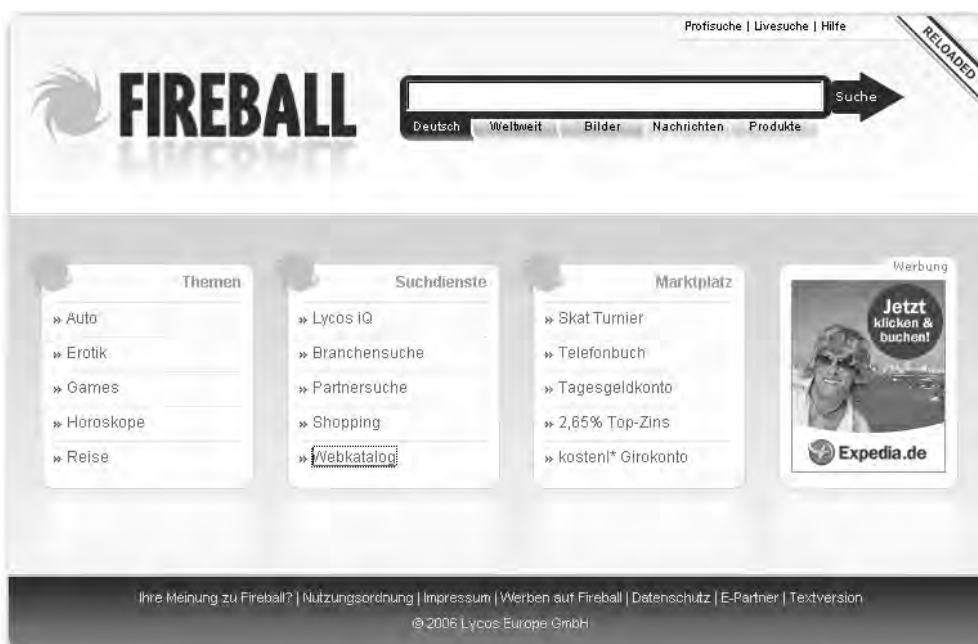 Profisuche | Livesuche | Hilfe
RELOADED
FIREBALL
Suche
Deutsch Weltweit Bilder Nachrichten Produkte
Themen
» Auto
» Erotik
» Games
» Horoskope
» Reise
Suchdienste
» Lycos iQ
» Branchensuche
» Partnersuche
» Shopping
» Webkatalog
Marktplatz
» Skat Turnier
» Telefonbuch
» Tagesgeldkonto
» 2,65% Top-Zins
» kostenl* Girokonto
Werbung
Jetzt
klicken &
buchen!
Expedia.de
Ihre Meinung zu Fireball? | Nutzungsordnung | Impressum | Werben auf Fireball | Datenschutz | E-Partner | Textversion
© 2006 Lycos Europe GmbH